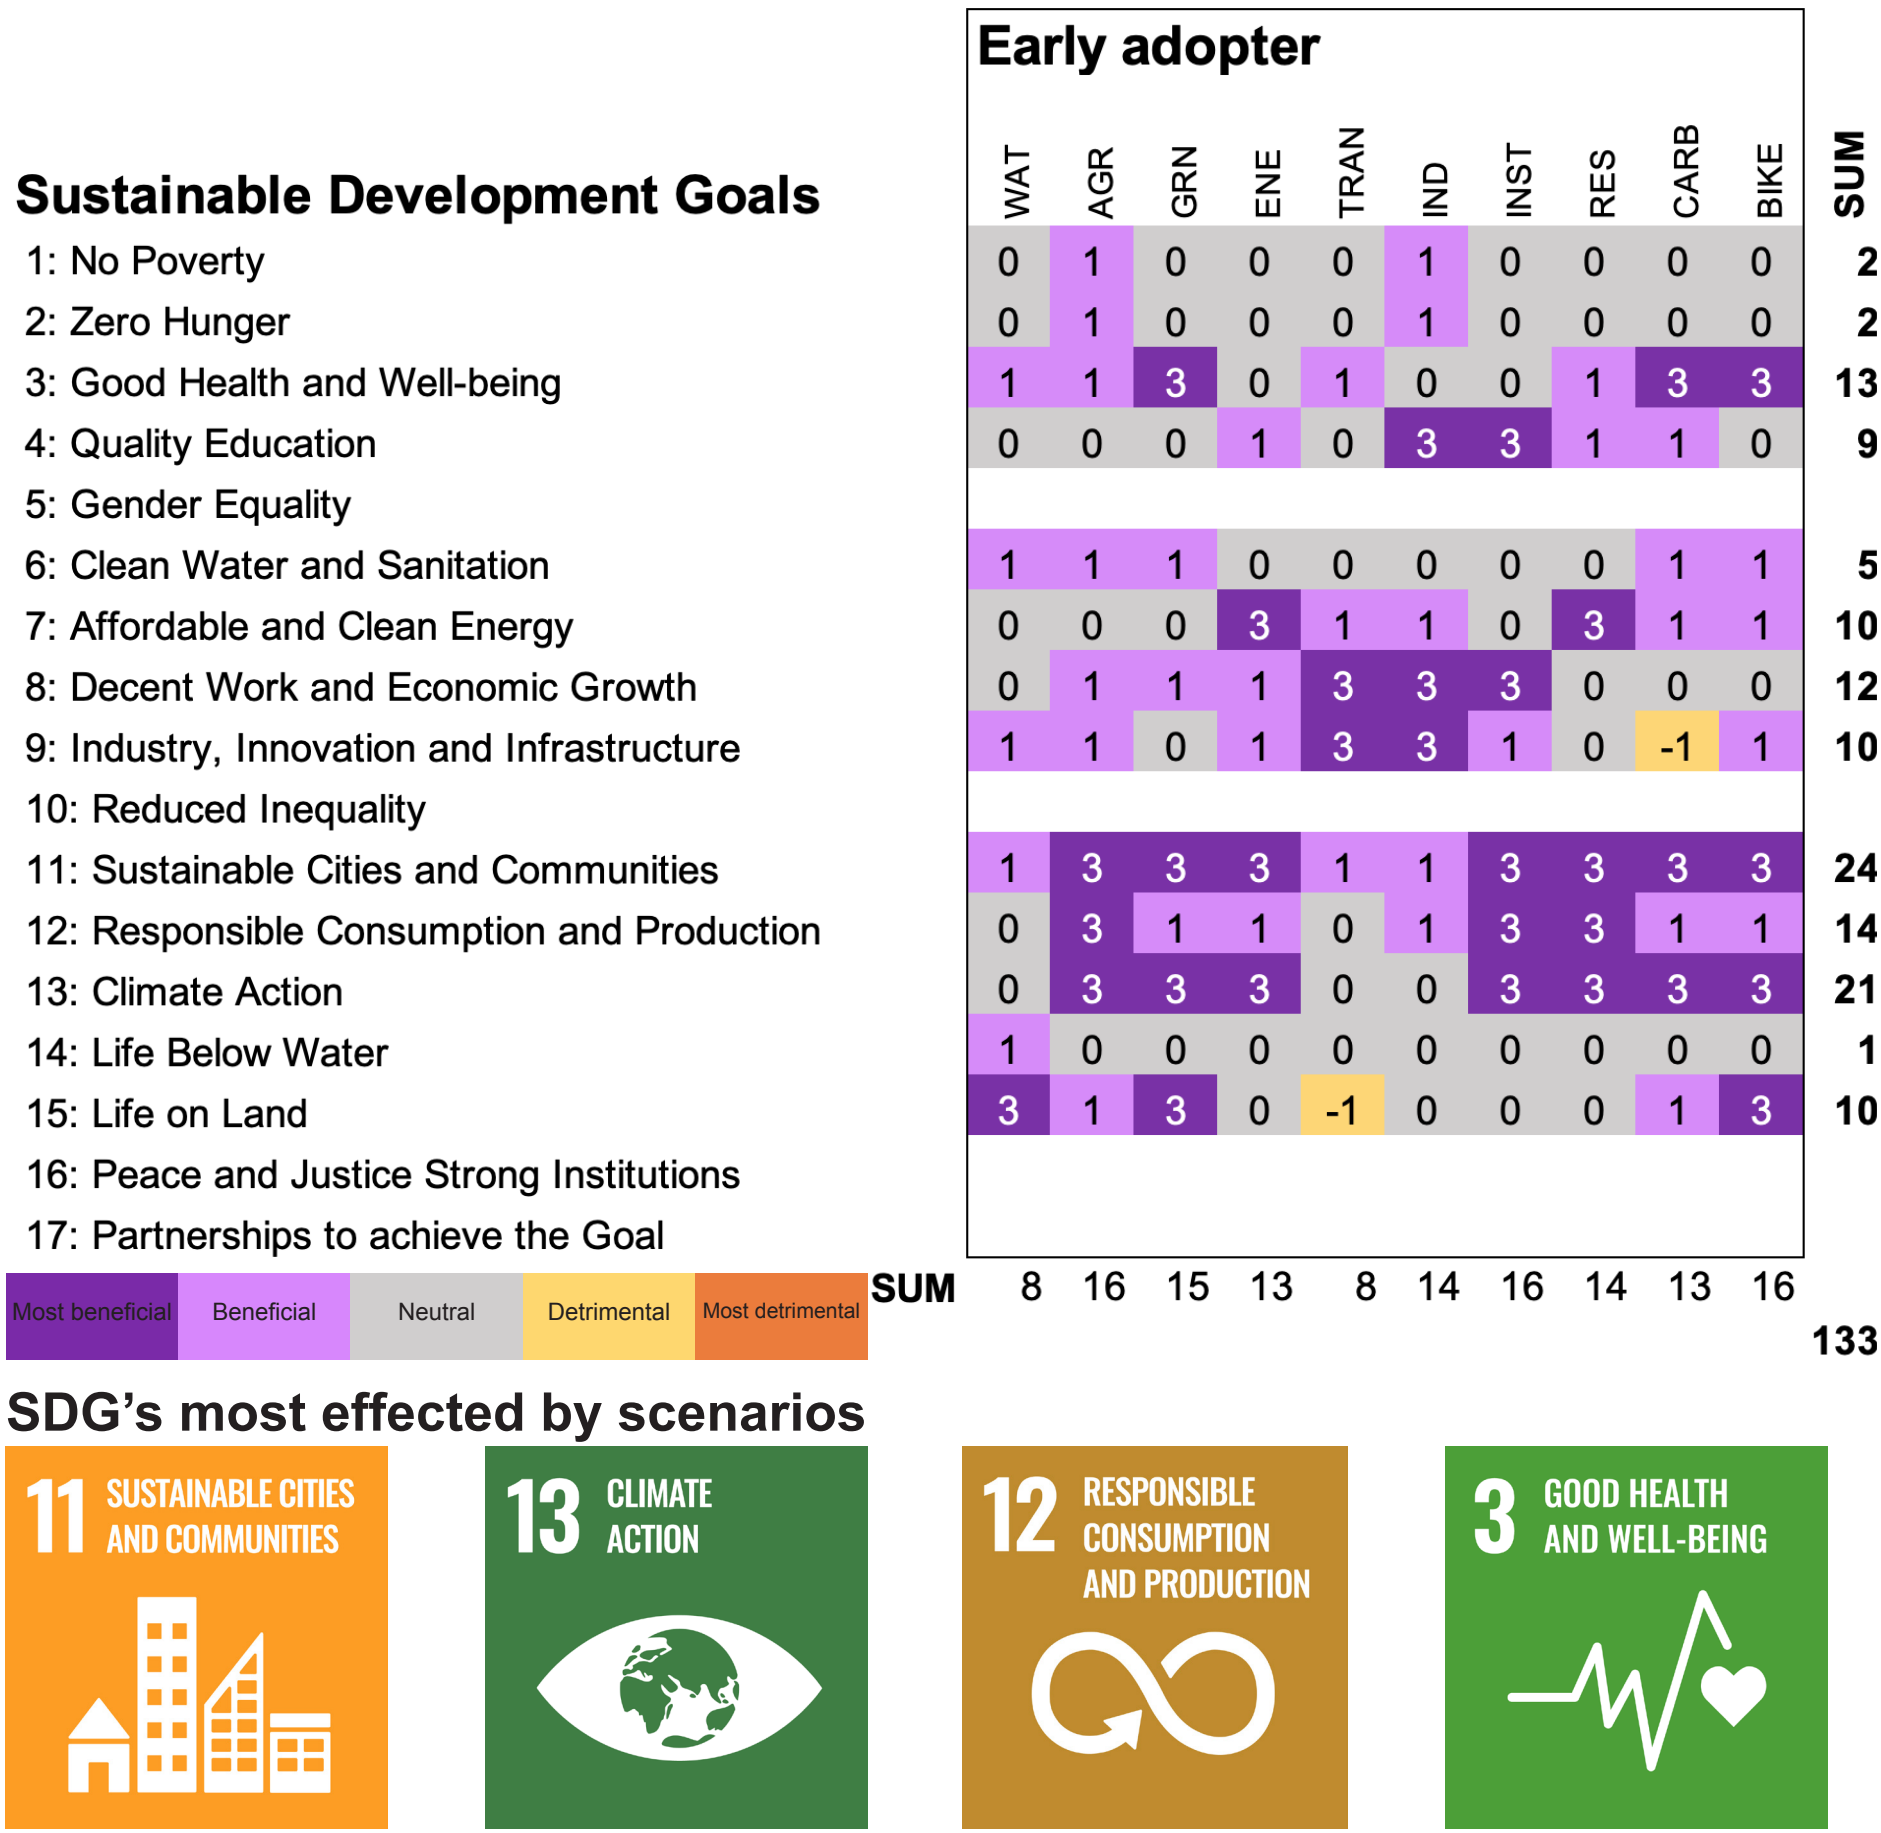 Early adopter
Sustainable Development Goals WAT AGR GRN ENE TRAN IND INST RES CARB BIKE SUM
1: No Poverty 0 1 0 0 0 1 0 0 0 0 2
2: Zero Hunger 0 1 0 0 0 1 0 0 0 0 2
3: Good Health and Well-being 1 1 3 0 1 0 0 1 3 3 13
4: Quality Education 0 0 0 1 0 3 3 1 1 0 9
5: Gender Equality
6: Clean Water and Sanitation 1 1 1 0 0 0 0 0 1 1 5
7: Affordable and Clean Energy 0 0 0 3 1 1 0 3 1 1 10
8: Decent Work and Economic Growth 0 1 1 1 3 3 3 0 0 0 12
9: Industry, Innovation and Infrastructure 1 1 0 1 3 3 1 0 -1 1 10
10: Reduced Inequality
11: Sustainable Cities and Communities 1 3 3 3 1 1 3 3 3 3 24
12: Responsible Consumption and Production 0 3 1 1 0 1 3 3 1 1 14
13: Climate Action 0 3 3 3 0 0 3 3 3 3 21
14: Life Below Water 1 0 0 0 0 0 0 0 0 0 1
15: Life on Land 3 1 3 0 -1 0 0 0 1 3 10
16: Peace and Justice Strong Institutions
17: Partnerships to achieve the Goal
SUM 8 16 15 13 8 14 16 14 13 16
Most beneficial Beneficial Neutral Detrimental Most detrimental
133
SDG’s most effected by scenarios
11 SUSTAINABLE CITIES
AND COMMUNITIES
13 CLIMATE
ACTION
12 RESPONSIBLE
CONSUMPTION
AND PRODUCTION
3 GOOD HEALTH
AND WELL-BEING